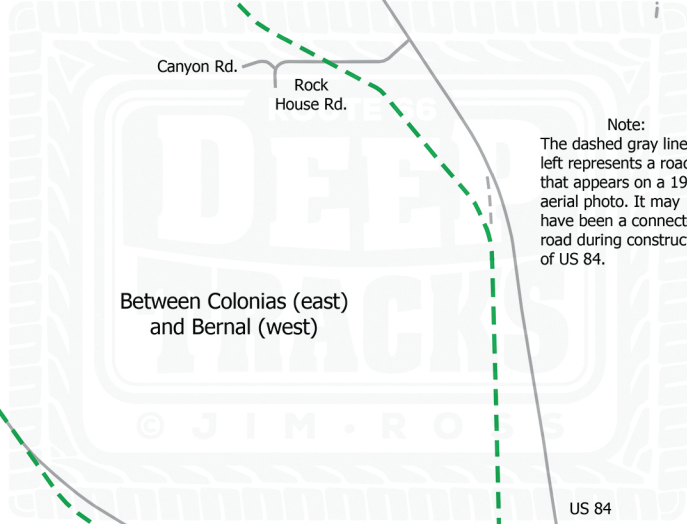 Canyon Rd.
Rock
House Rd.
Note:
The dashed gray line
left represents a road
that appears on a 19
aerial photo. It may
have been a connect
road during construc
of US 84.
ROUTE 66
DEEP
TRACKS
Between Colonias (east)
and Bernal (west)
© JIM • ROSS
US 84